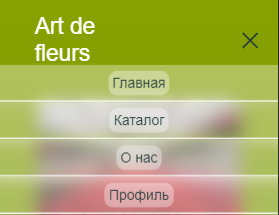 Art de
fleurs
Главная
Каталог
О нас
Профиль